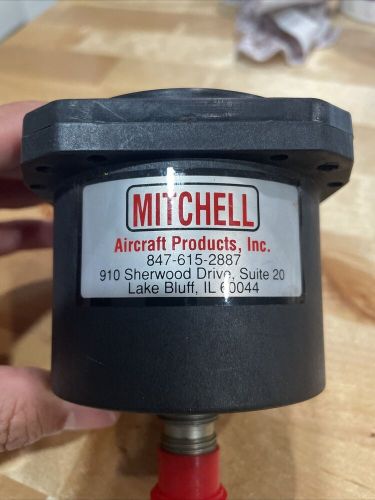 MITCHELL
Aircraft Products, Inc.
847-615-2887
910 Sherwood Drive, Suite 20
Lake Bluff, IL 60044